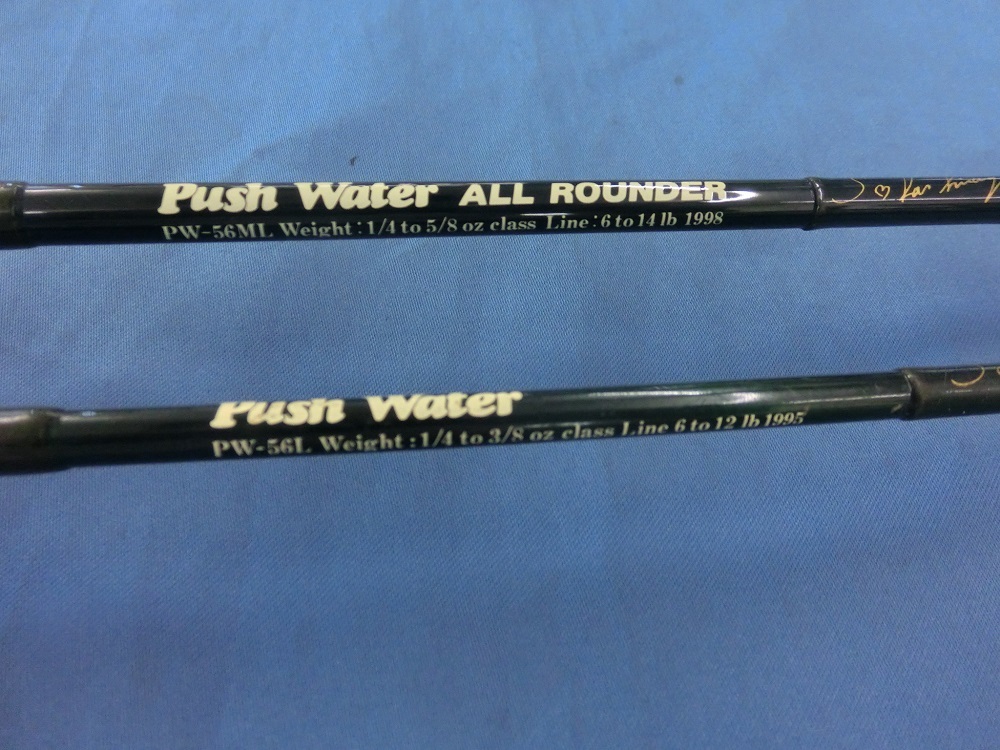 Push Water ALL ROUNDER
PW-56ML Weight : 1/4 to 5/8 oz class Line : 6 to 14 lb 1998
Push Water
PW-56L Weight : 1/4 to 3/8 oz class Line 6 to 12 lb 1995